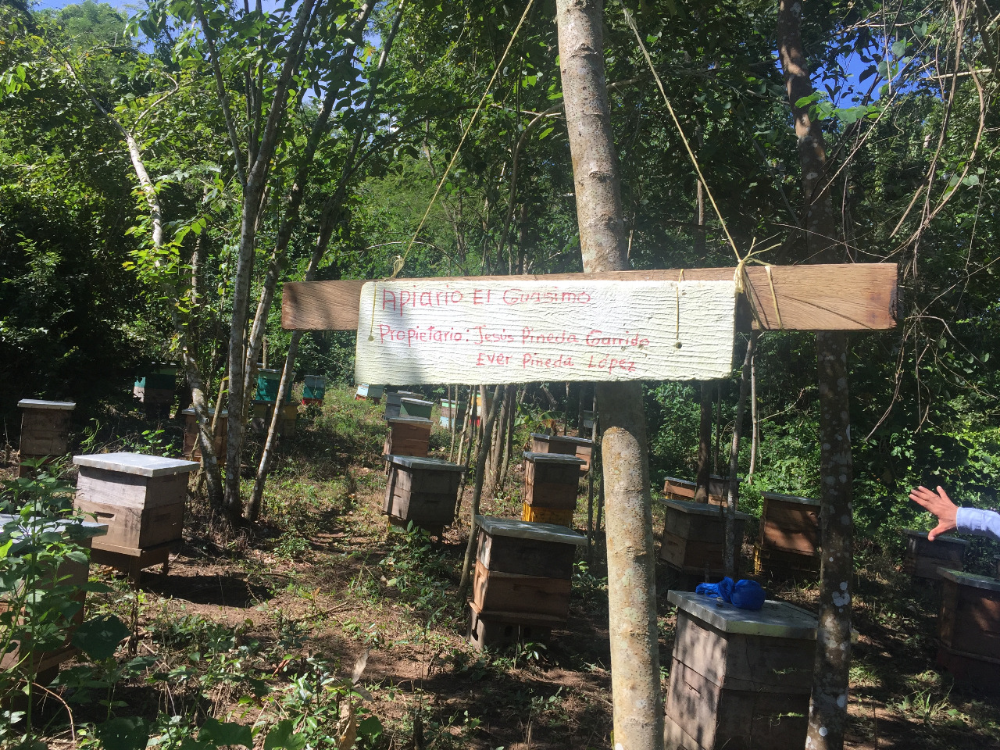 Apiario El Guasimo
Propietario: Jesús Pineda Garrido
Ever Pineda López